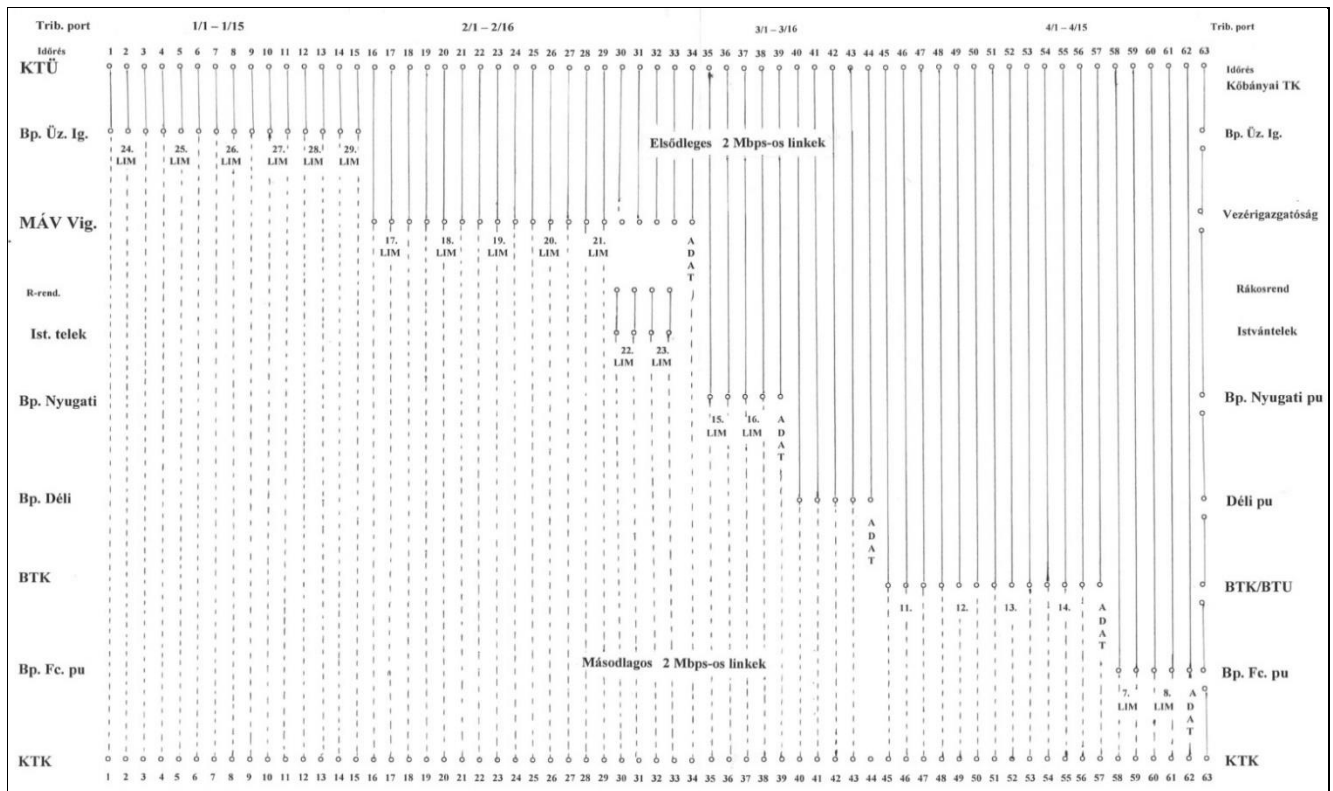 Trib. port 1/1 – 1/15 2/1 – 2/16 3/1 – 3/16 4/1 – 4/15 Trib. port
Időrés 1 2 3 4 5 6 7 8 9 10 11 12 13 14 15 16 17 18 19 20 21 22 23 24 25 26 27 28 29 30 31 32 33 34 35 36 37 38 39 40 41 42 43 44 45 46 47 48 49 50 51 52 53 54 55 56 57 58 59 60 61 62 63
KTÜ Időrés
Kőbányai TK
Bp. Üz. Ig. Bp. Üz. Ig.
Elsődleges 2 Mbps-os linkek
24. 25. 26. 27. 28. 29.
LIM LIM LIM LIM LIM LIM
MÁV Vig. Vezérigazgatóság
17. 18. 19. 20. 21. ADAT
LIM LIM LIM LIM LIM
R-rend. Rákosrend
Ist. telek Istvántelek
22. 23.
LIM LIM
Bp. Nyugati Bp. Nyugati pu
15. 16. ADAT
LIM LIM
Bp. Déli Déli pu
ADAT
BTK BTK/BTU
11. 12. 13. 14. ADAT
Másodlagos 2 Mbps-os linkek
Bp. Fc. pu Bp. Fc. pu
7. 8. ADAT
LIM LIM
KTK KTK
1 2 3 4 5 6 7 8 9 10 11 12 13 14 15 16 17 18 19 20 21 22 23 24 25 26 27 28 29 30 31 32 33 34 35 36 37 38 39 40 41 42 43 44 45 46 47 48 49 50 51 52 53 54 55 56 57 58 59 60 61 62 63